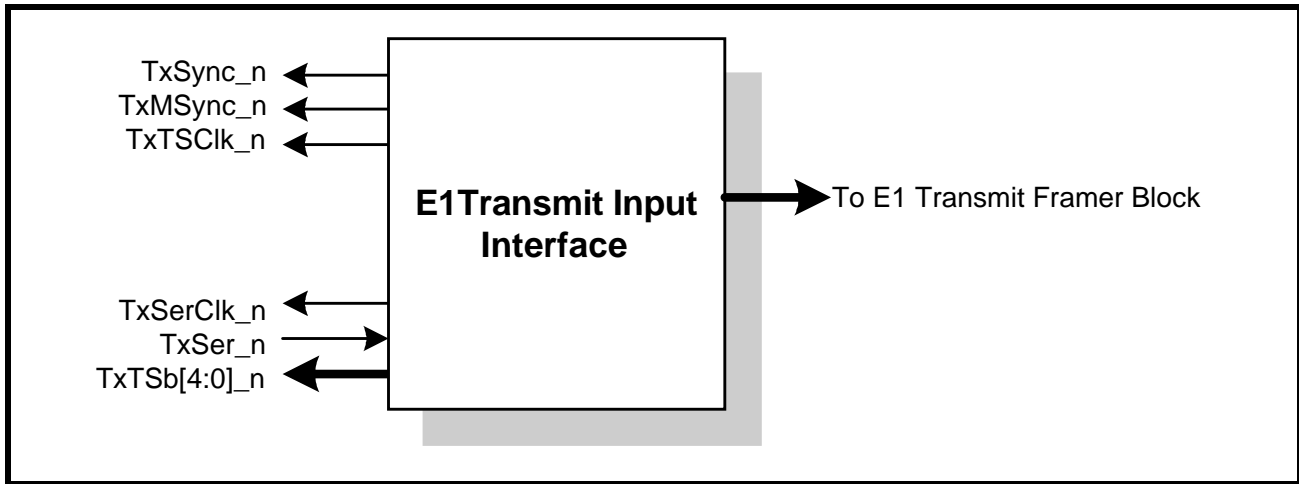 TxSync_n
TxMSync_n
TxTSClk_n
E1Transmit Input
Interface
To E1 Transmit Framer Block
TxSerClk_n
TxSer_n
TxTSb[4:0]_n